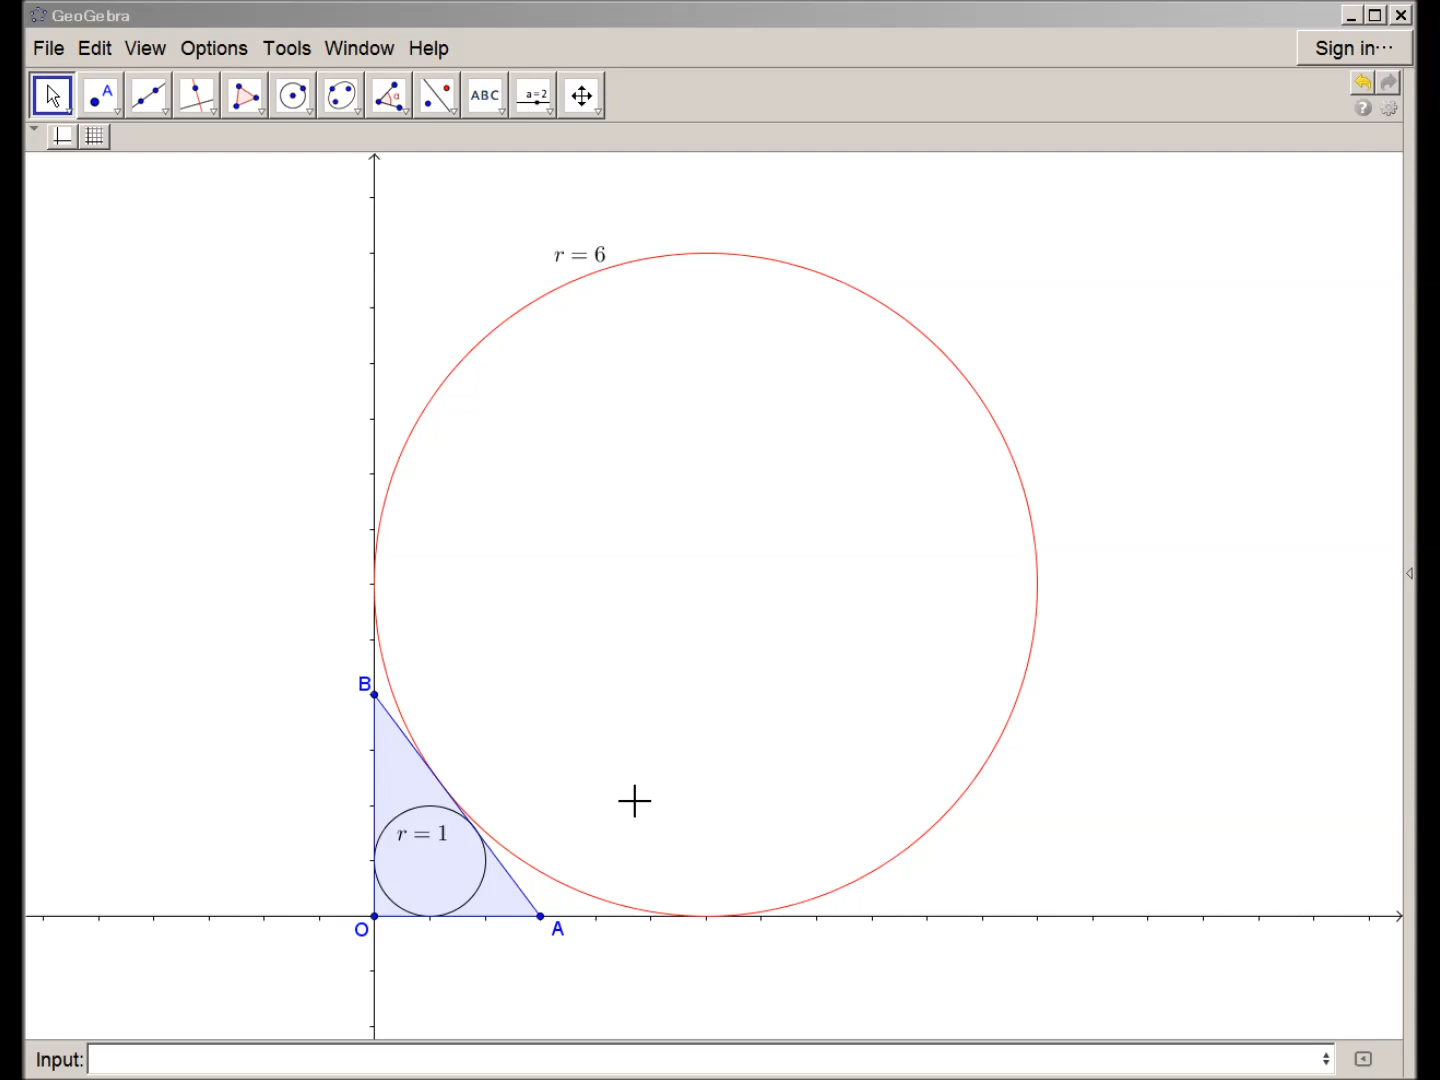 GeoGebra
File Edit View Options Tools Window Help
Sign in...
A
α
ABC
a=2
r = 6
B
r = 1
O
A
Input: